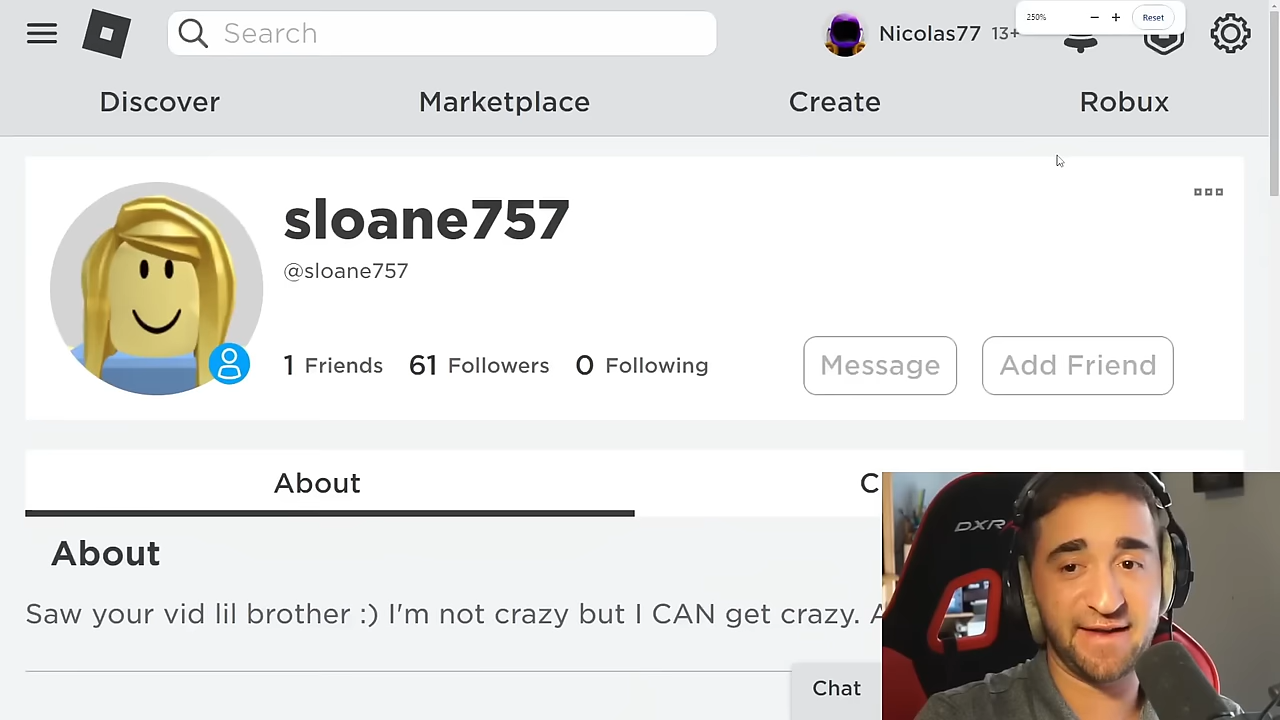 Search
Nicolas77 13+
250%
Reset
Discover
Marketplace
Create
Robux
sloane757
@sloane757
1 Friends
61 Followers
0 Following
Message
Add Friend
About
C
About
Saw your vid lil brother :) I'm not crazy but I CAN get crazy. A
Chat
DXR